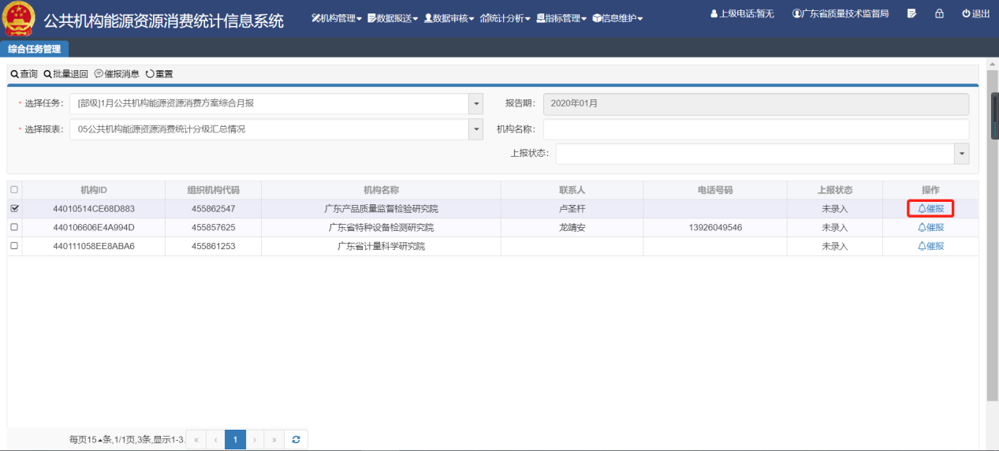 公共机构能源资源消费统计信息系统 机构管理 数据报送 数据审核 统计分析 指标管理 信息维护 上级电话:暂无 广东省质量技术监督局 退出
综合任务管理
查询 批量退回 催报消息 重置
* 选择任务: [部级]1月公共机构能源资源消费方案综合月报 报告期: 2020年01月
* 选择报表: 05公共机构能源资源消费统计分级汇总情况 机构名称:
上报状态:
机构ID 组织机构代码 机构名称 联系人 电话号码 上报状态 操作
44010514CE68D883 455862547 广东产品质量监督检验研究院 卢圣杆 未录入 催报
440106606E4A994D 455857625 广东省特种设备检测研究院 龙靖安 13926049546 未录入 催报
440111058EE8ABA6 455861253 广东省计量科学研究院 未录入 催报
每页15条,1/1页,3条,显示1-3. « ‹ 1 › »